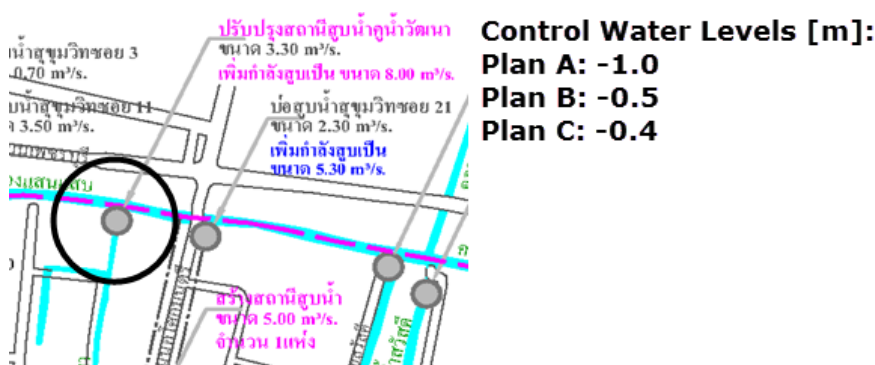 ปรับปรุงสถานีสูบน้ำคูน้ำวัฒนา
ขนาด 3.30 m³/s.
เพิ่มกำลังสูบเป็น ขนาด 8.00 m³/s.
น้ำสุขุมวิทซอย 3
0.70 m³/s.
น้ำสุขุมวิทซอย 11
3.50 m³/s.
บ่อสูบน้ำสุขุมวิทซอย 21
ขนาด 2.30 m³/s.
เพิ่มกำลังสูบเป็น
ขนาด 5.30 m³/s.
แสนแสบ
สร้างสถานีสูบน้ำ
ขนาด 5.00 m³/s.
จำนวน 1แห่ง
Control Water Levels [m]:
Plan A: -1.0
Plan B: -0.5
Plan C: -0.4